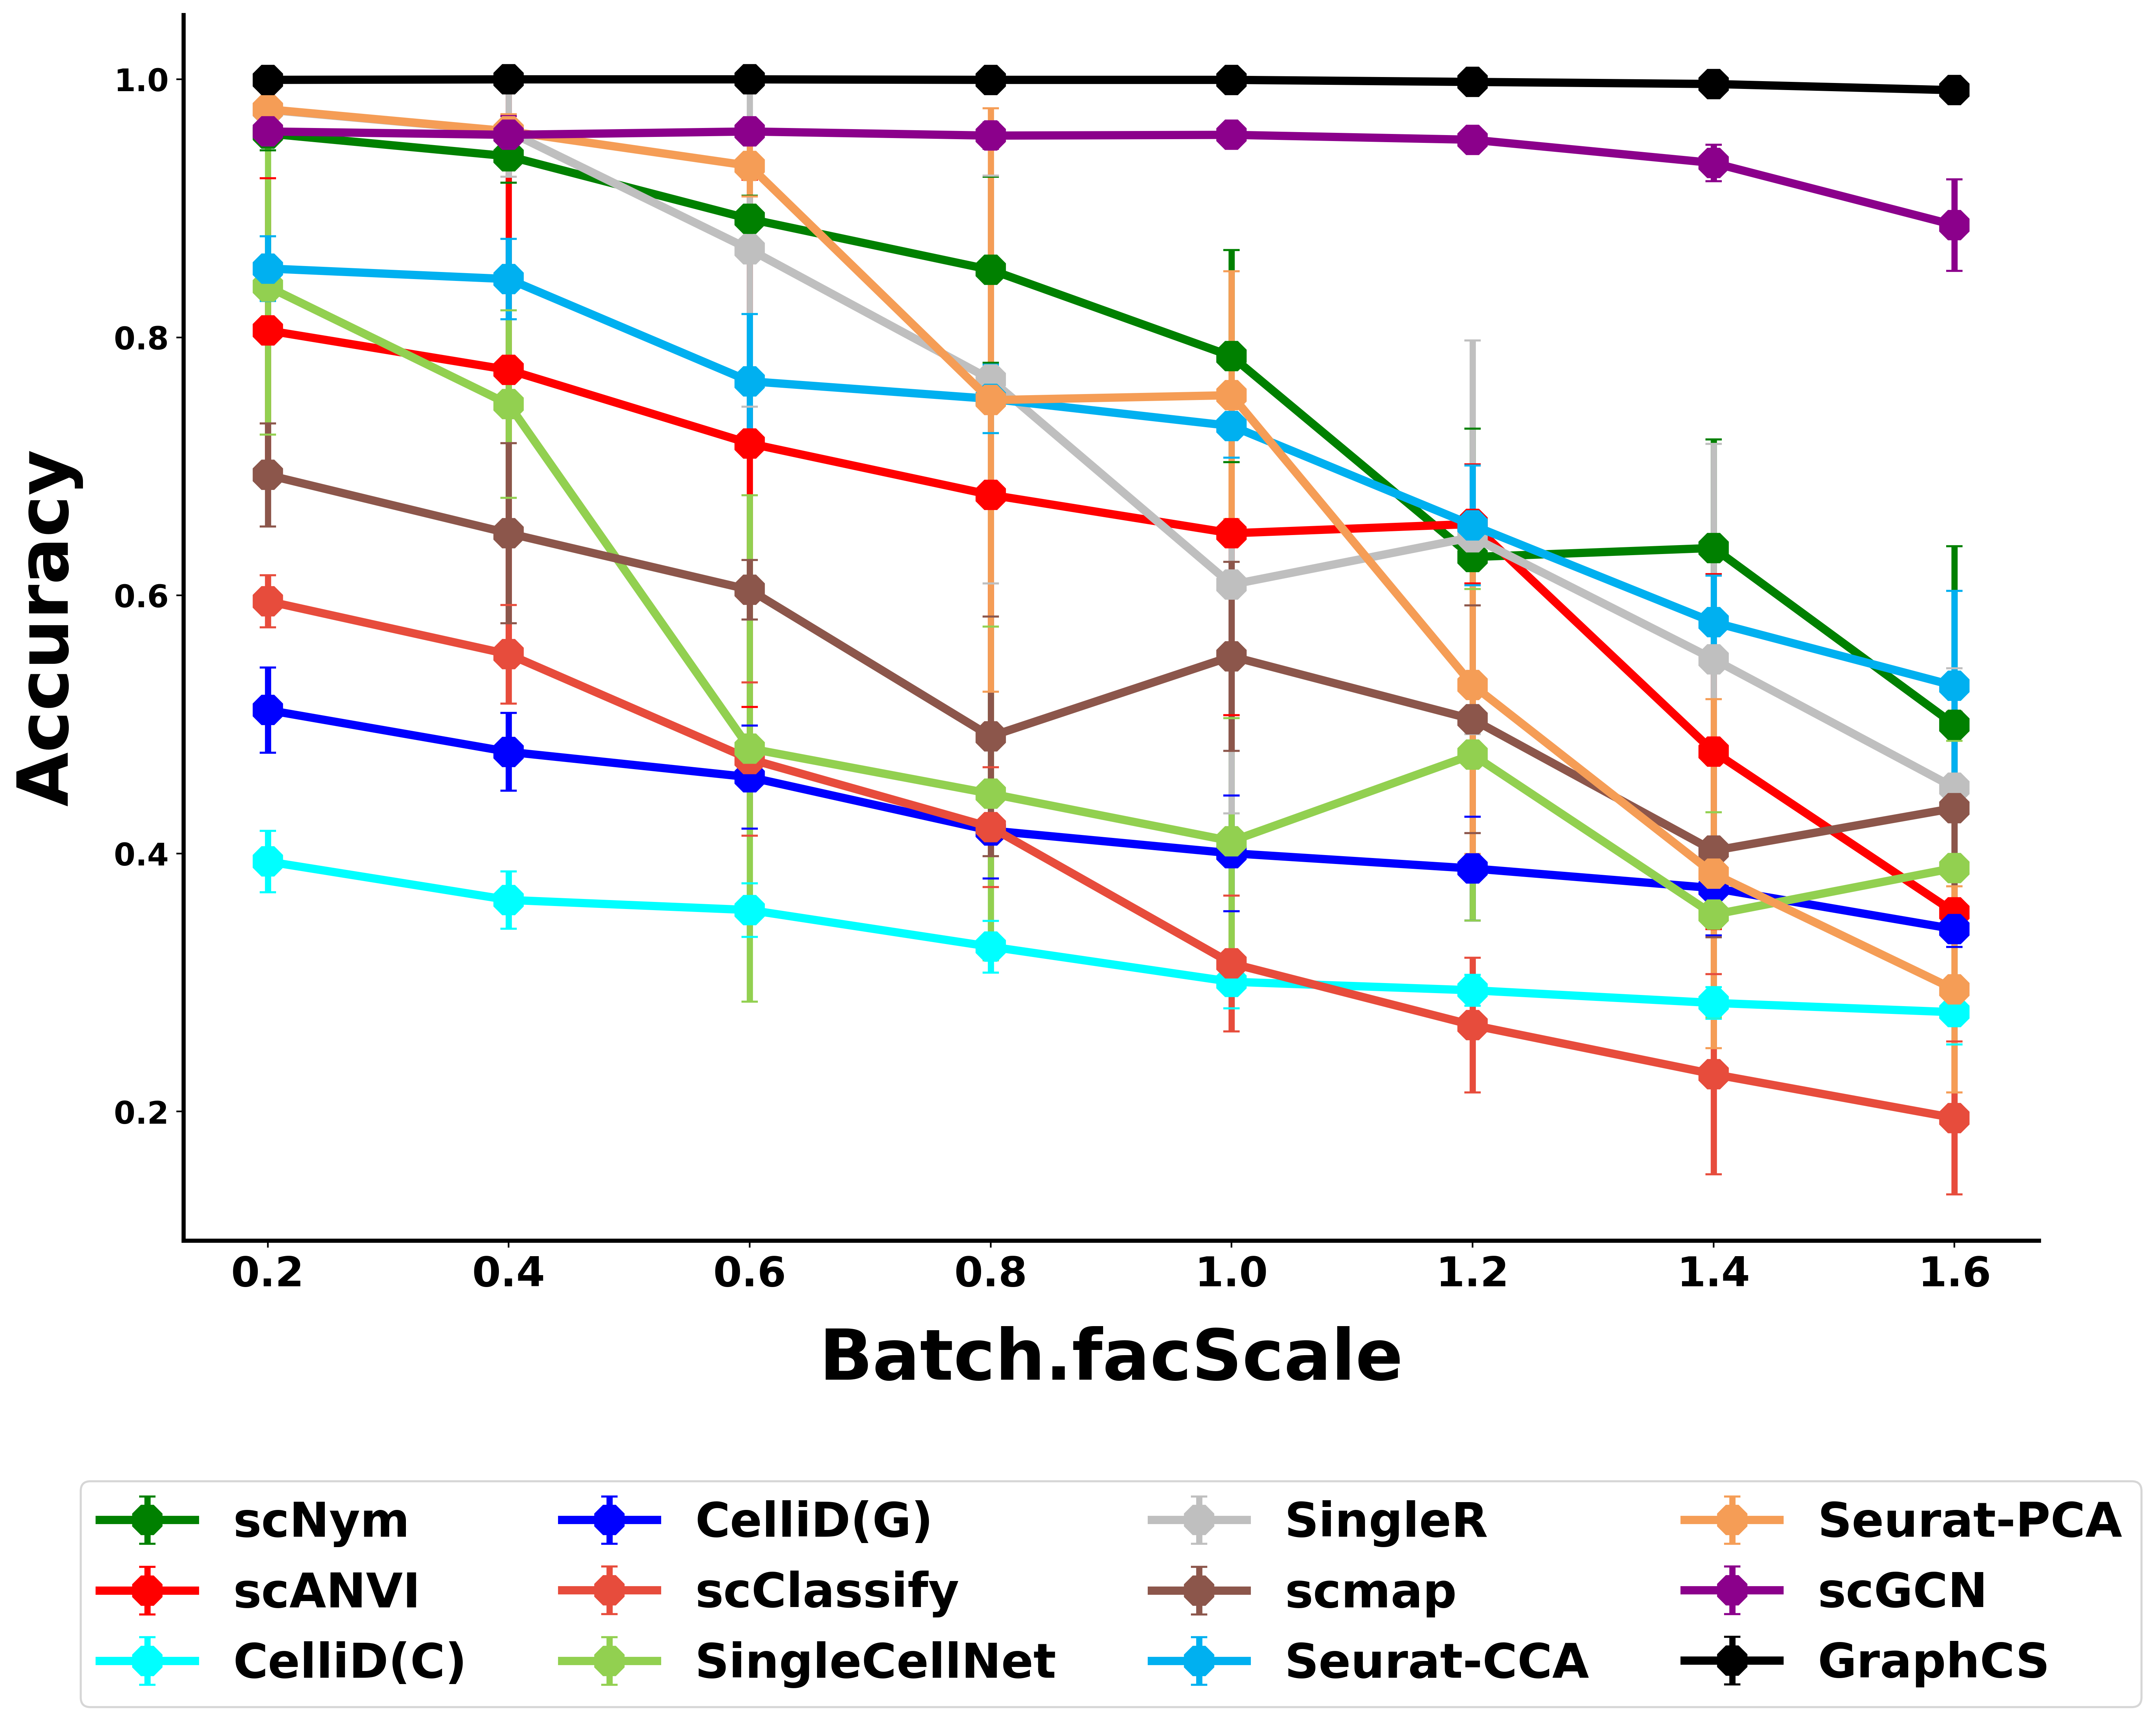 1.0
0.8
0.6
0.4
0.2
Accuracy
0.2 0.4 0.6 0.8 1.0 1.2 1.4 1.6
Batch.facScale
scNym CelliD(G) SingleR Seurat-PCA
scANVI scClassify scmap scGCN
CelliD(C) SingleCellNet Seurat-CCA GraphCS